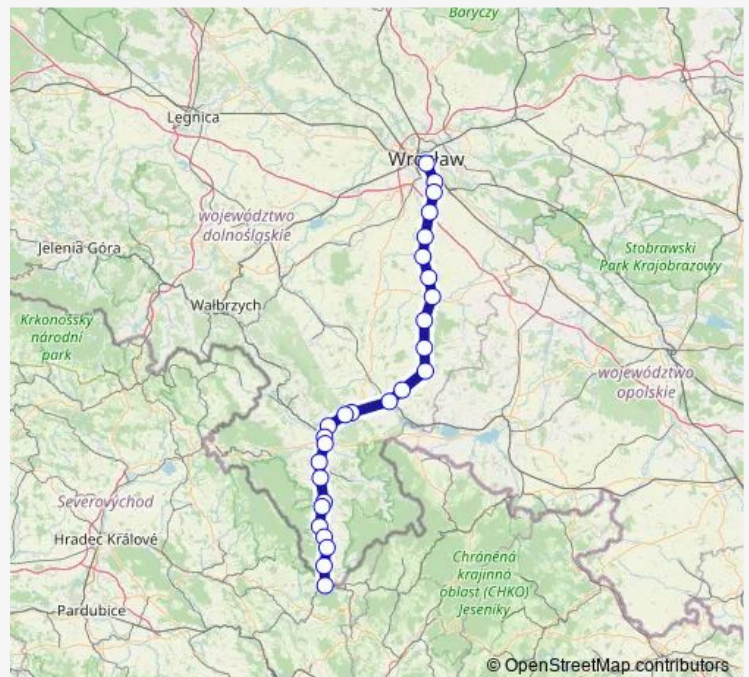 Baryczy
Legnica
Wrocław
województwo
dolnośląskie
Jelenia Góra
Stobrawski
Park Krajobrazowy
Wałbrzych
Krkonošský
národní
park
województwo
opolskie
Severovýchod
Hradec Králové
Chráněná
krajinná
oblast (CHKO)
Jeseníky
Pardubice
© OpenStreetMap contributors